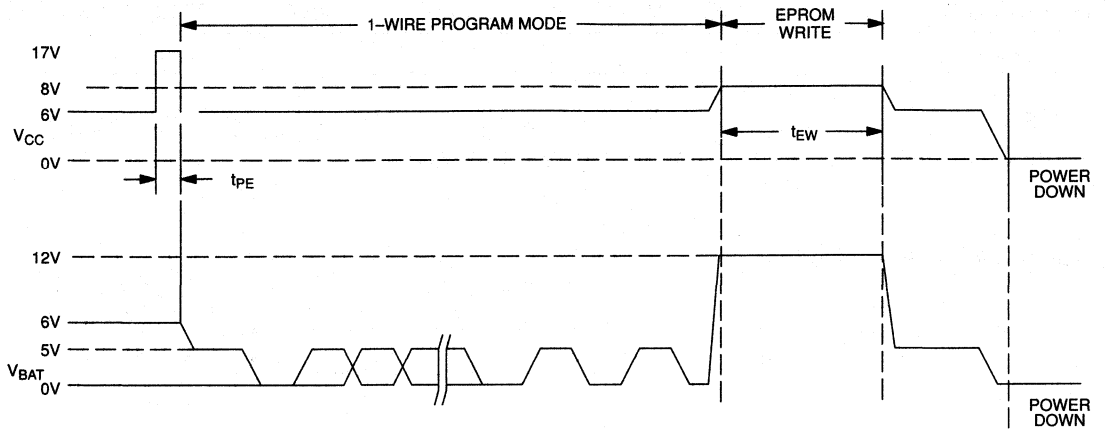 1–WIRE PROGRAM MODE
EPROM
WRITE
17V
8V
6V
VCC
0V
tPE
tEW
POWER
DOWN
12V
6V
5V
VBAT
0V
POWER
DOWN